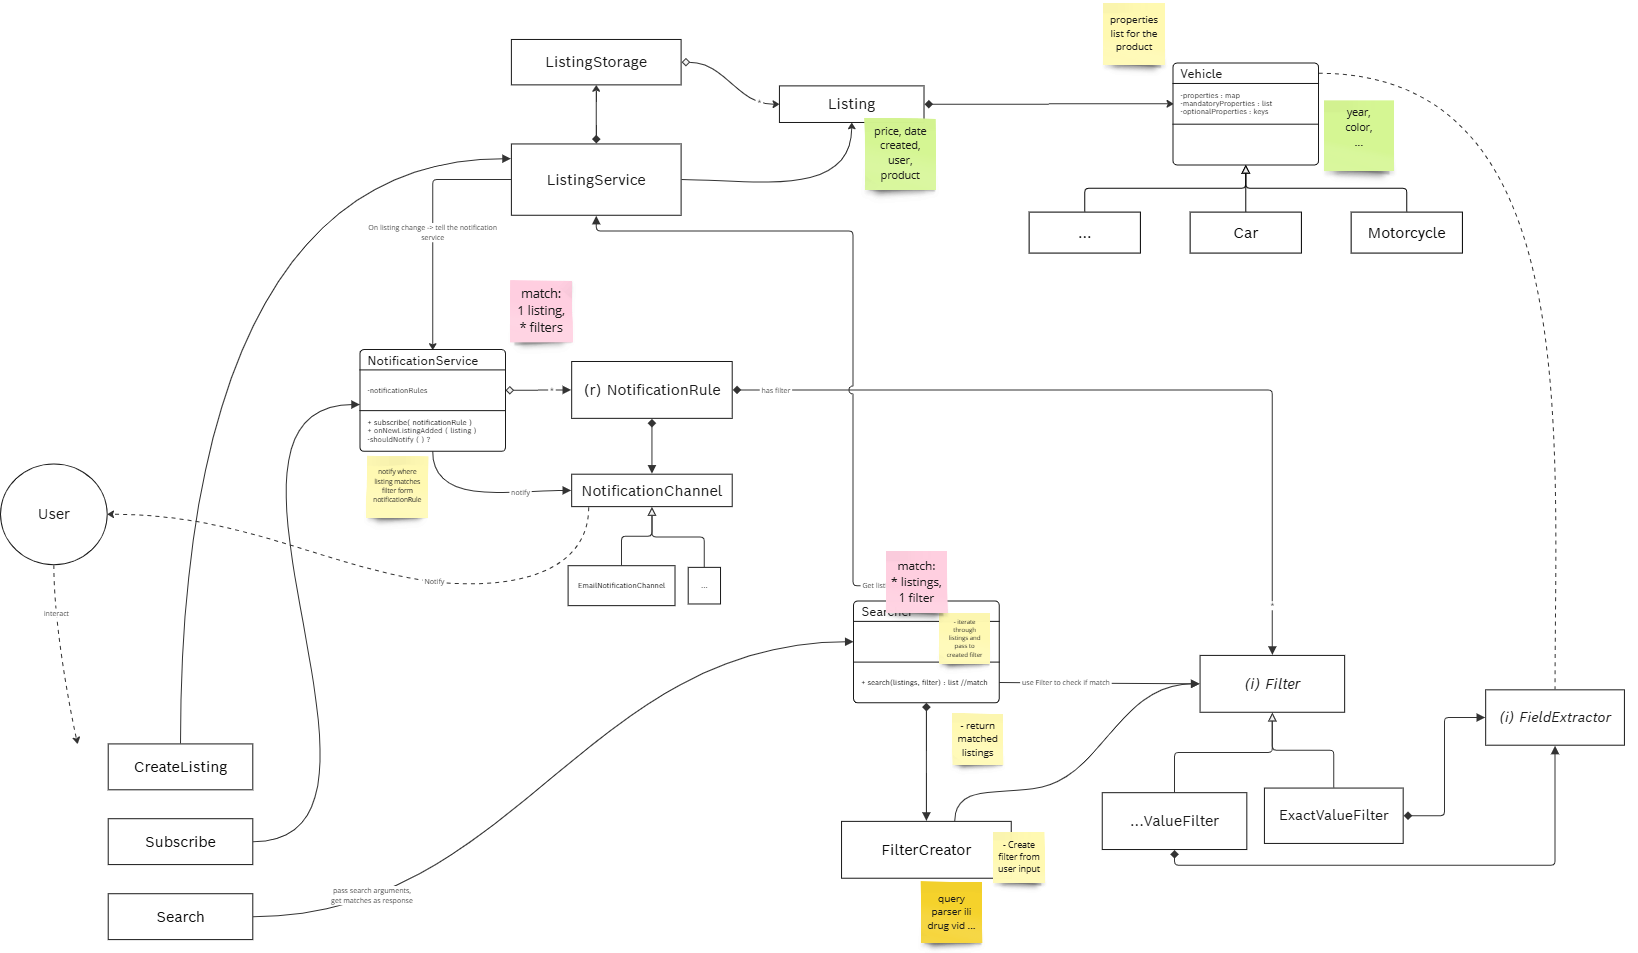 properties
list for the
product
ListingStorage
Vehicle
-properties : map
-mandatoryProperties : list
-optionalProperties : keys
year,
color,
...
*
Listing
price, date
created,
user,
product
ListingService
On listing change -> tell the notification
service
...
Car
Motorcycle
match:
1 listing,
* filters
NotificationService
-notificationRules
+ subscribe( notificationRule )
+ onNewListingAdded ( listing )
-shouldNotify ( ) ?
*
(r) NotificationRule
has filter
notify where
listing matches
filter form
notificationRule
notify
NotificationChannel
User
Notify
EmailNotificationChannel
...
interact
match:
* listings,
1 filter
Get list
Searcher
- iterate
through
listings and
pass to
created filter
+ search(listings, filter) : list //match
use Filter to check if match
*
(i) Filter
(i) FieldExtractor
- return
matched
listings
CreateListing
...ValueFilter
ExactValueFilter
Subscribe
FilterCreator
- Create
filter from
user input
pass search arguments,
get matches as response
Search
query
parser ili
drug vid ...